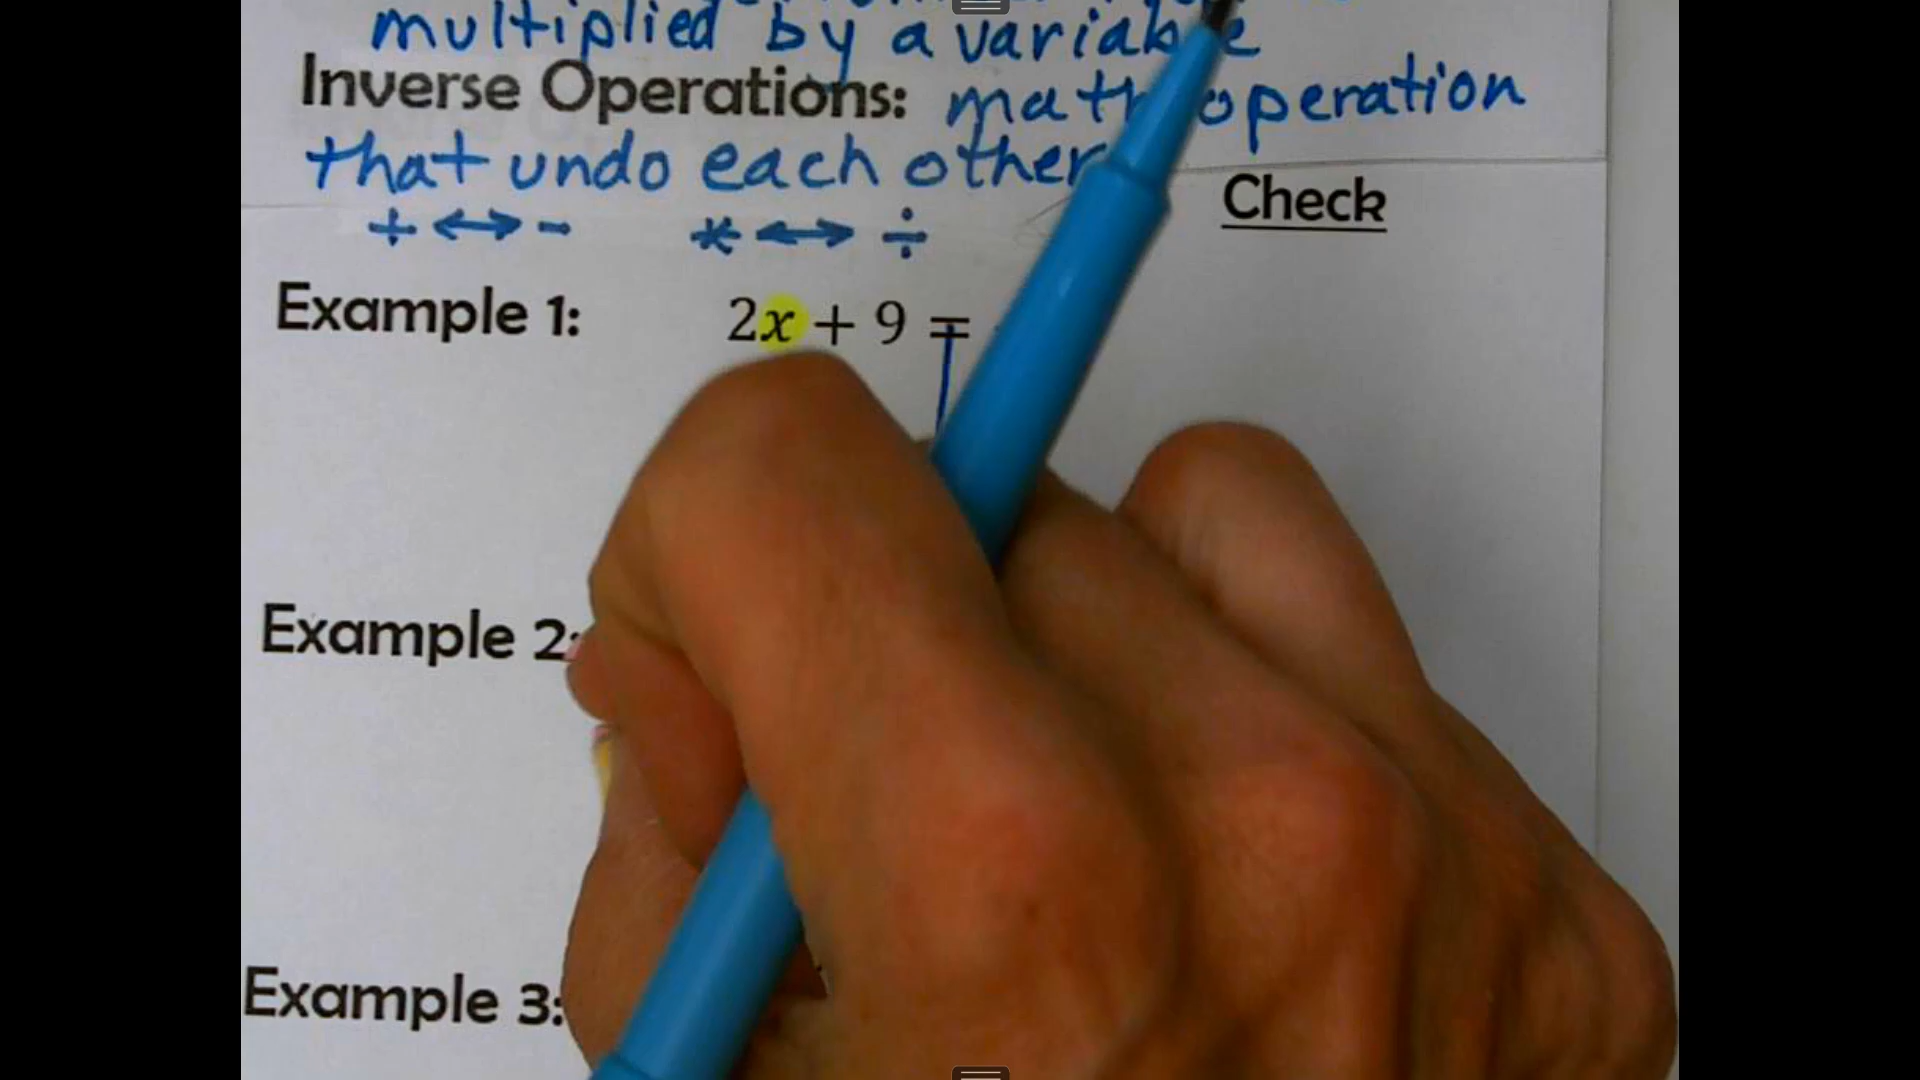 multiplied by a variable
Inverse Operations: math operation
that undo each other
+ ↔ - * ↔ ÷
Check
Example 1: 2x + 9 =
Example 2:
Example 3: